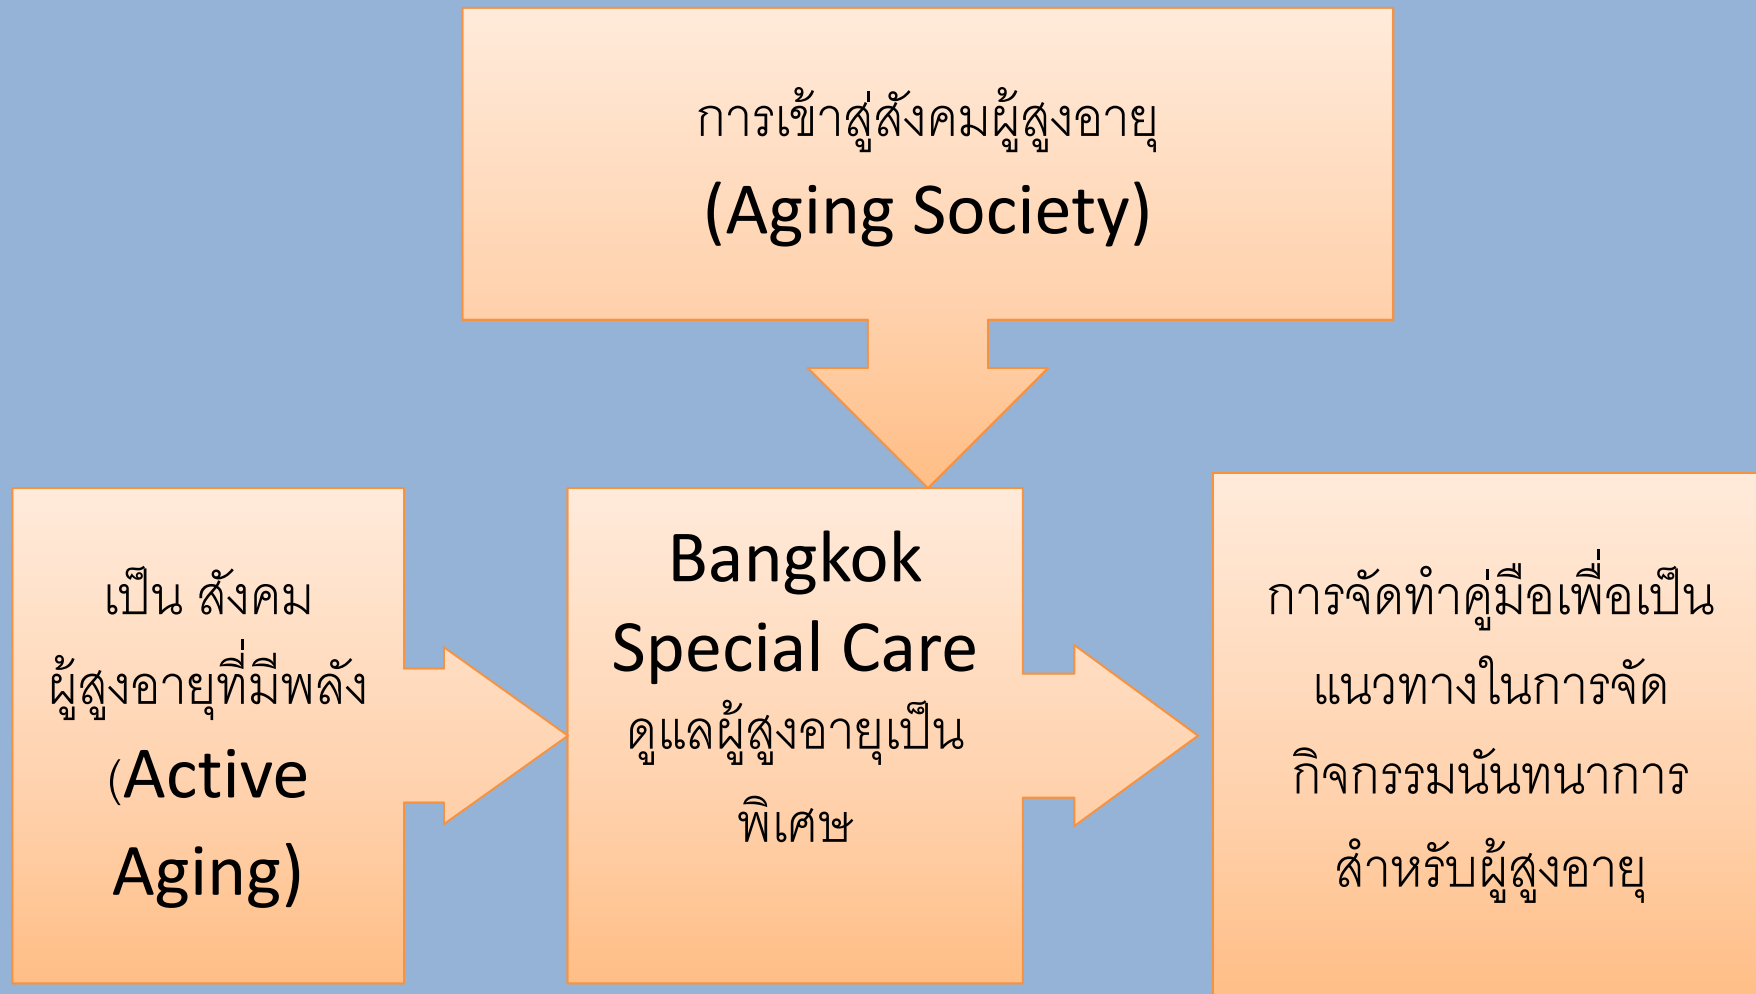 การเข้าสู่สังคมผู้สูงอายุ
(Aging Society)
เป็น สังคม
ผู้สูงอายุที่มีพลัง
(Active
Aging)
Bangkok
Special Care
ดูแลผู้สูงอายุเป็น
พิเศษ
การจัดทำคู่มือเพื่อเป็น
แนวทางในการจัด
กิจกรรมนันทนาการ
สำหรับผู้สูงอายุ